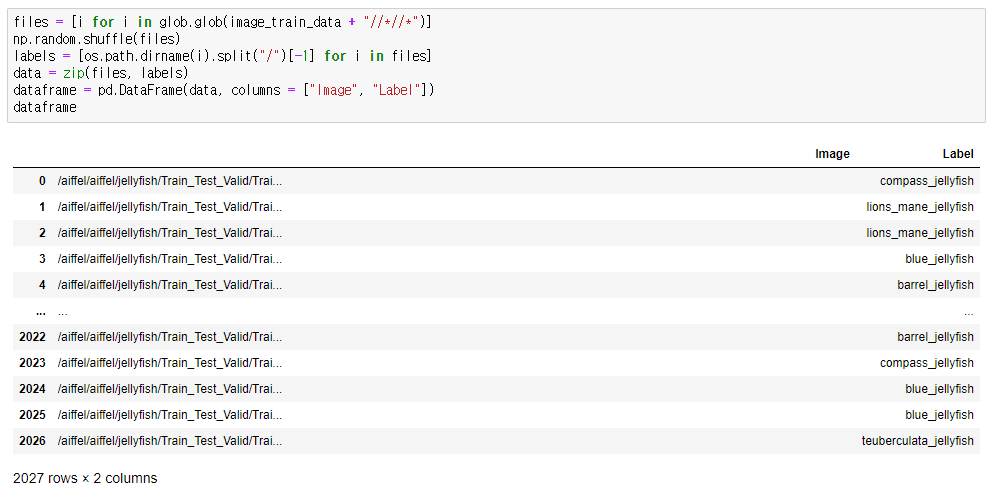 files = [i for i in glob.glob(image_train_data + "//*//*")]
np.random.shuffle(files)
labels = [os.path.dirname(i).split("/")[-1] for i in files]
data = zip(files, labels)
dataframe = pd.DataFrame(data, columns = ["Image", "Label"])
dataframe
Image Label
0 /aiffel/aiffel/jellyfish/Train_Test_Valid/Trai... compass_jellyfish
1 /aiffel/aiffel/jellyfish/Train_Test_Valid/Trai... lions_mane_jellyfish
2 /aiffel/aiffel/jellyfish/Train_Test_Valid/Trai... lions_mane_jellyfish
3 /aiffel/aiffel/jellyfish/Train_Test_Valid/Trai... blue_jellyfish
4 /aiffel/aiffel/jellyfish/Train_Test_Valid/Trai... barrel_jellyfish
... ... ...
2022 /aiffel/aiffel/jellyfish/Train_Test_Valid/Trai... barrel_jellyfish
2023 /aiffel/aiffel/jellyfish/Train_Test_Valid/Trai... compass_jellyfish
2024 /aiffel/aiffel/jellyfish/Train_Test_Valid/Trai... blue_jellyfish
2025 /aiffel/aiffel/jellyfish/Train_Test_Valid/Trai... blue_jellyfish
2026 /aiffel/aiffel/jellyfish/Train_Test_Valid/Trai... teuberculata_jellyfish
2027 rows × 2 columns